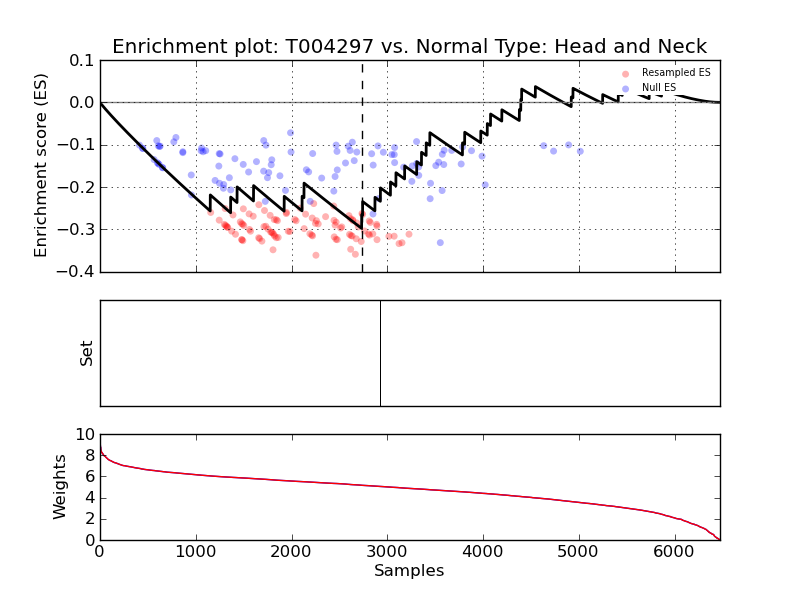 Enrichment plot: T004297 vs. Normal Type: Head and Neck
Enrichment score (ES)
0.1
0.0
−0.1
−0.2
−0.3
−0.4
Resampled ES
Null ES
Set
Weights
10
8
6
4
2
0
0 1000 2000 3000 4000 5000 6000
Samples